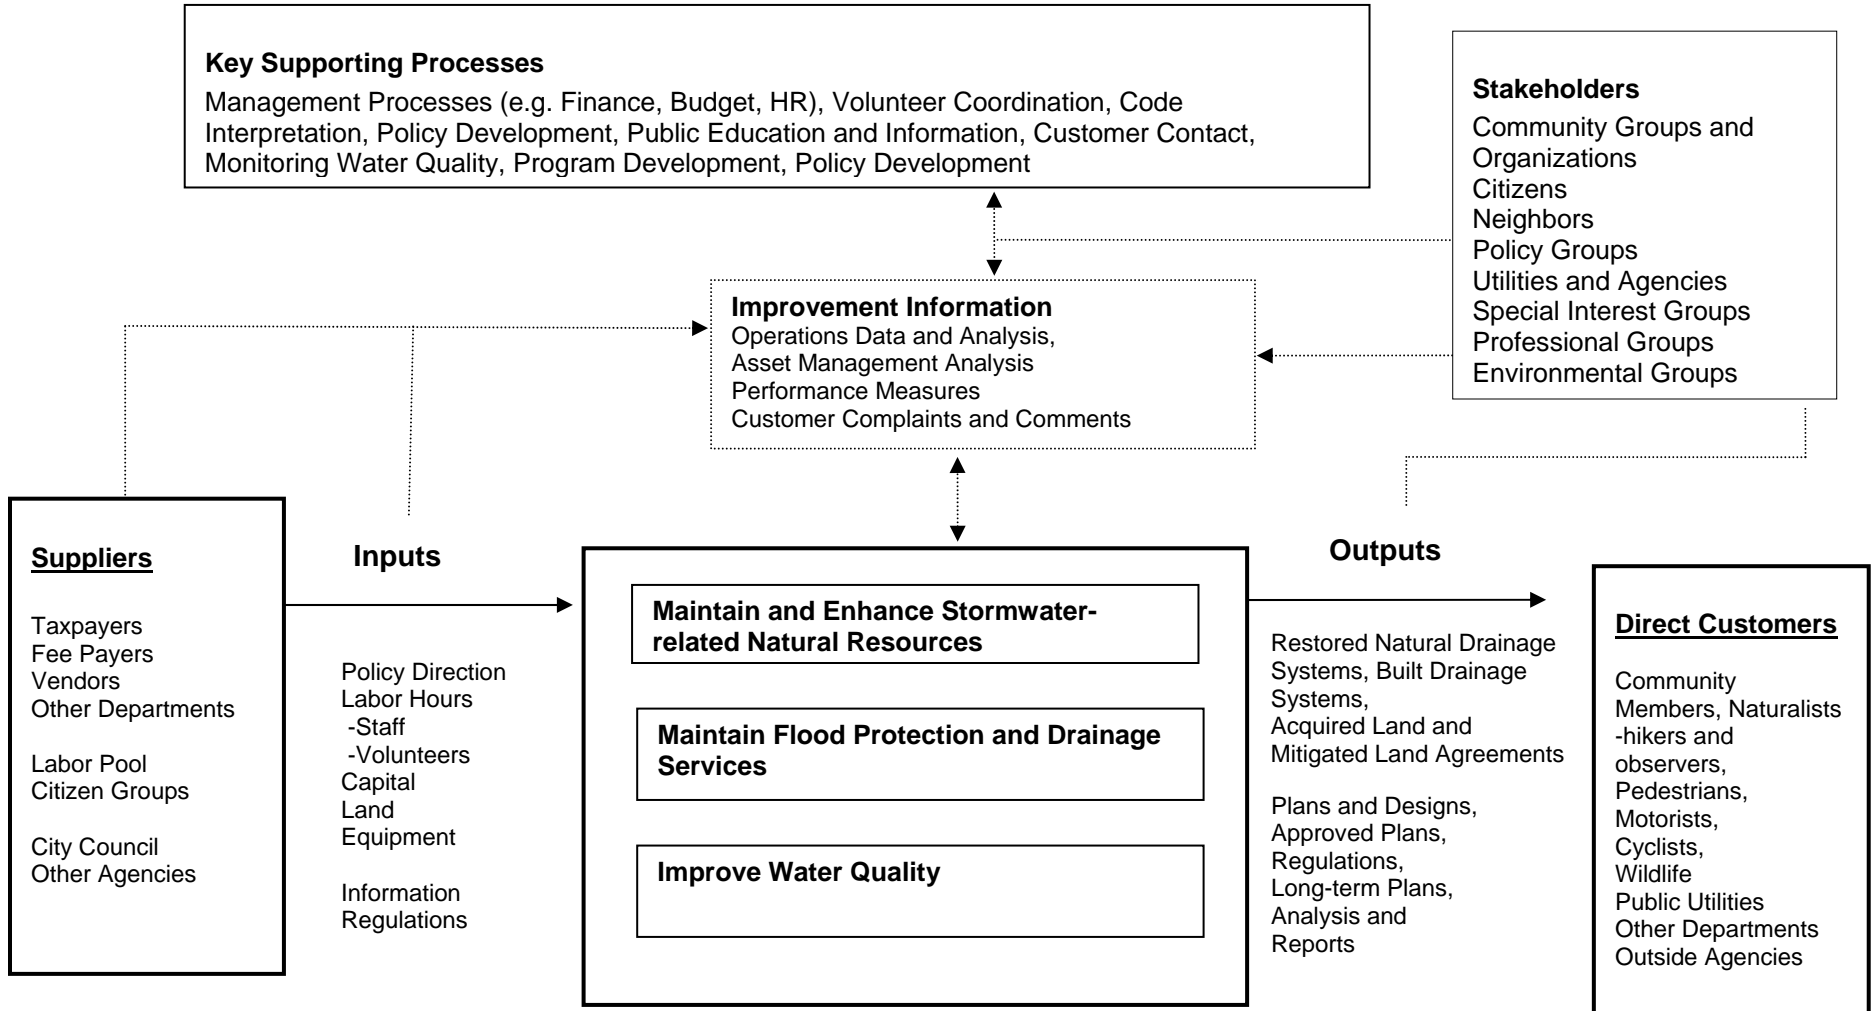 Key Supporting Processes
Management Processes (e.g. Finance, Budget, HR), Volunteer Coordination, Code
Interpretation, Policy Development, Public Education and Information, Customer Contact,
Monitoring Water Quality, Program Development, Policy Development
Stakeholders
Community Groups and
Organizations
Citizens
Neighbors
Policy Groups
Utilities and Agencies
Special Interest Groups
Professional Groups
Environmental Groups
Improvement Information
Operations Data and Analysis,
Asset Management Analysis
Performance Measures
Customer Complaints and Comments
Suppliers
Taxpayers
Fee Payers
Vendors
Other Departments
Labor Pool
Citizen Groups
City Council
Other Agencies
Inputs
Policy Direction
Labor Hours
-Staff
-Volunteers
Capital
Land
Equipment
Information
Regulations
Maintain and Enhance Stormwater-
related Natural Resources
Maintain Flood Protection and Drainage
Services
Improve Water Quality
Outputs
Restored Natural Drainage
Systems, Built Drainage
Systems,
Acquired Land and
Mitigated Land Agreements
Plans and Designs,
Approved Plans,
Regulations,
Long-term Plans,
Analysis and
Reports
Direct Customers
Community
Members, Naturalists
-hikers and
observers,
Pedestrians,
Motorists,
Cyclists,
Wildlife
Public Utilities
Other Departments
Outside Agencies